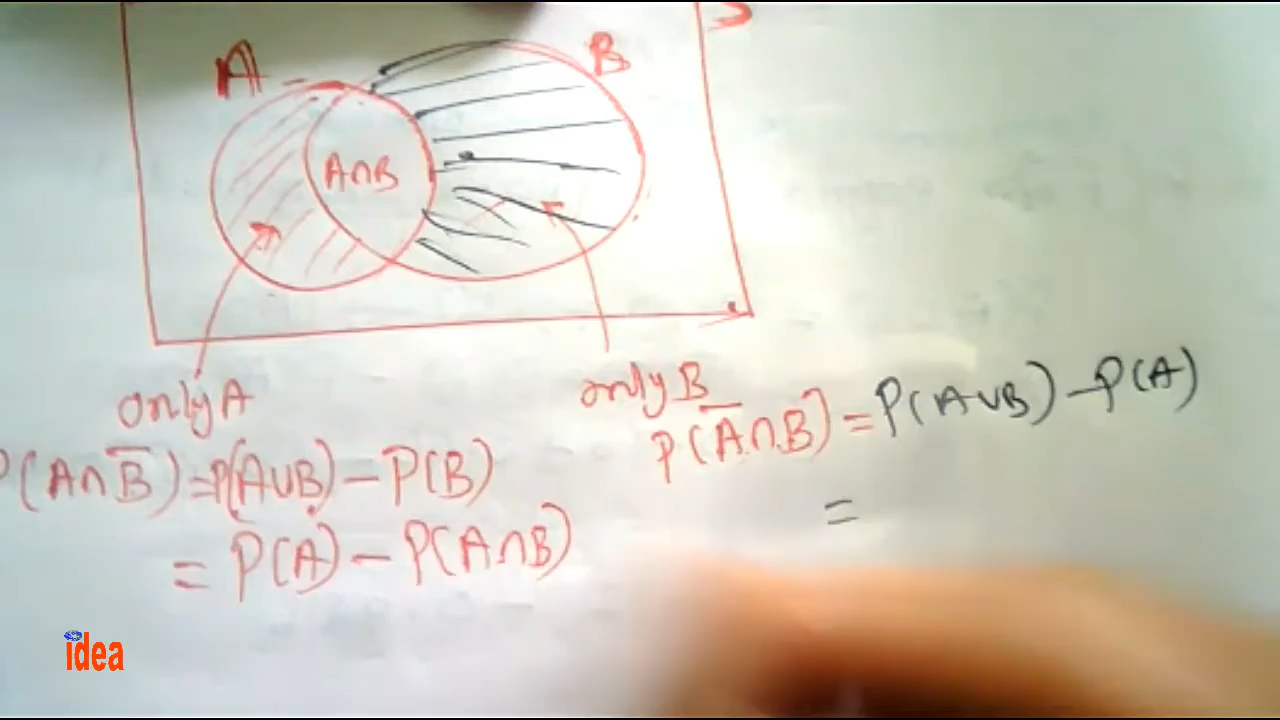 S
A
B
A∩B
only A
only B
P(A∩B̅) = P(A∪B) - P(B)
= P(A) - P(A∩B)
P(A̅∩B) = P(A∪B) - P(A)
=
idea